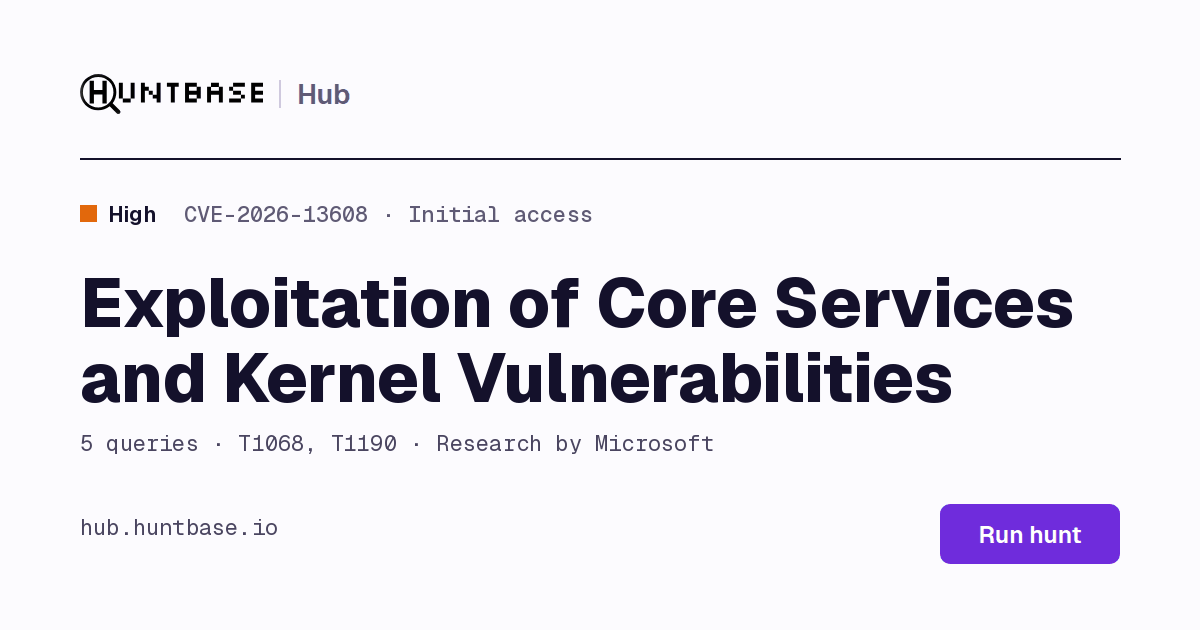 HUNTBASE | Hub
High CVE-2026-13608 · Initial access
Exploitation of Core Services
and Kernel Vulnerabilities
5 queries · T1068, T1190 · Research by Microsoft
hub.huntbase.io
Run hunt